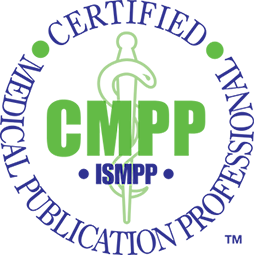 CERTIFIED
MEDICAL PUBLICATION PROFESSIONAL
CMPP
• ISMPP •
TM